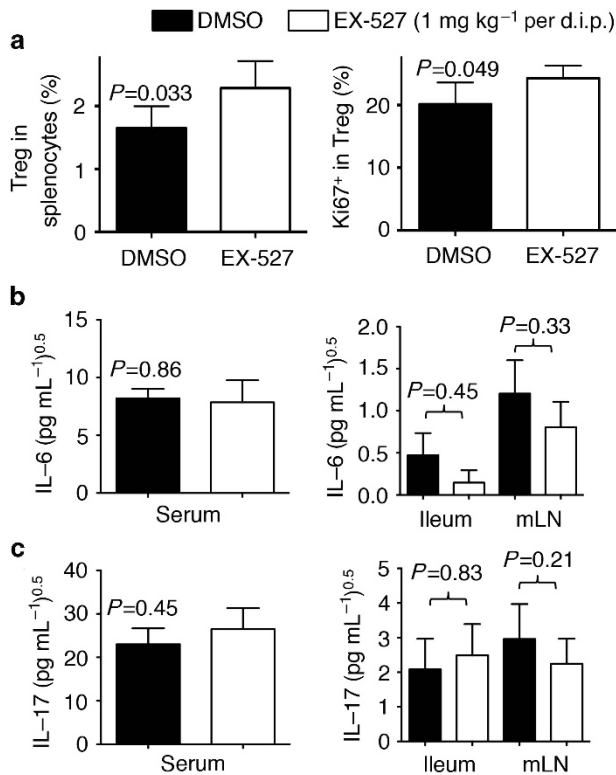 DMSO EX-527 (1 mg kg⁻¹ per d.i.p.)
a
Treg in
splenocytes (%)
2
1
0
P=0.033
DMSO EX-527
Ki67⁺ in Treg (%)
20
0
P=0.049
DMSO EX-527
b
IL–6 (pg mL⁻¹)⁰·⁵
15
10
5
0
P=0.86
Serum
IL–6 (pg mL⁻¹)⁰·⁵
2.0
1.5
1.0
0.5
0.0
P=0.45
P=0.33
Ileum mLN
c
IL–17 (pg mL⁻¹)⁰·⁵
40
30
20
10
0
P=0.45
Serum
IL–17 (pg mL⁻¹)⁰·⁵
5
4
3
2
1
0
P=0.83
P=0.21
Ileum mLN